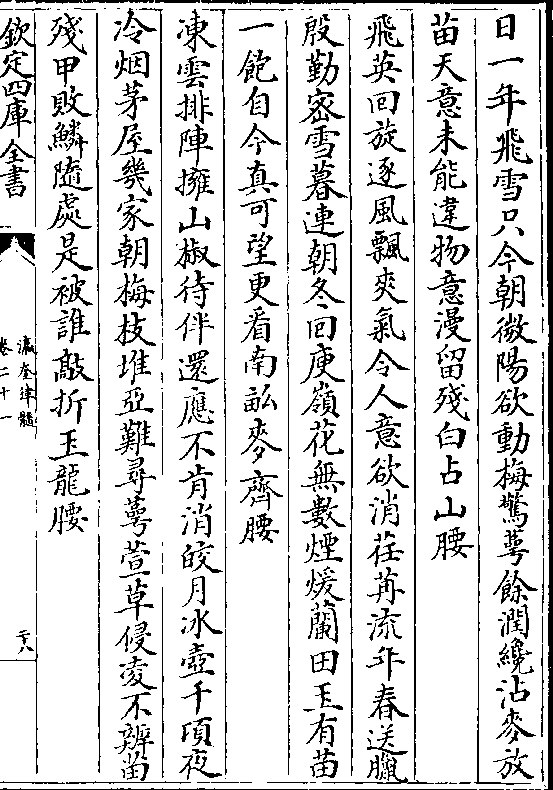 日一年飛雪只今朝微陽欲動梅驚萼餘潤纔沾麥放
苗天意未能違物意漫留殘白占山腰
飛英回旋逐風飄爽氣令人意欲消荏苒流年春送臘
殷勤密雪暮連朝冬回庾嶺花無數煙煖蘭田玉有苗
一飽自今真可望更看南畆麥齊腰
凍雲排陣擁山椒待伴還應不肯消皎月冰壺千項夜
冷烟茅屋幾家朝梅枝堆亞難尋萼萱草侵凌不辨苗
殘甲敗鱗隨處是被誰敲折玉龍腰
欽定四庫全書
瀛奎律髓
卷二十一
二十八